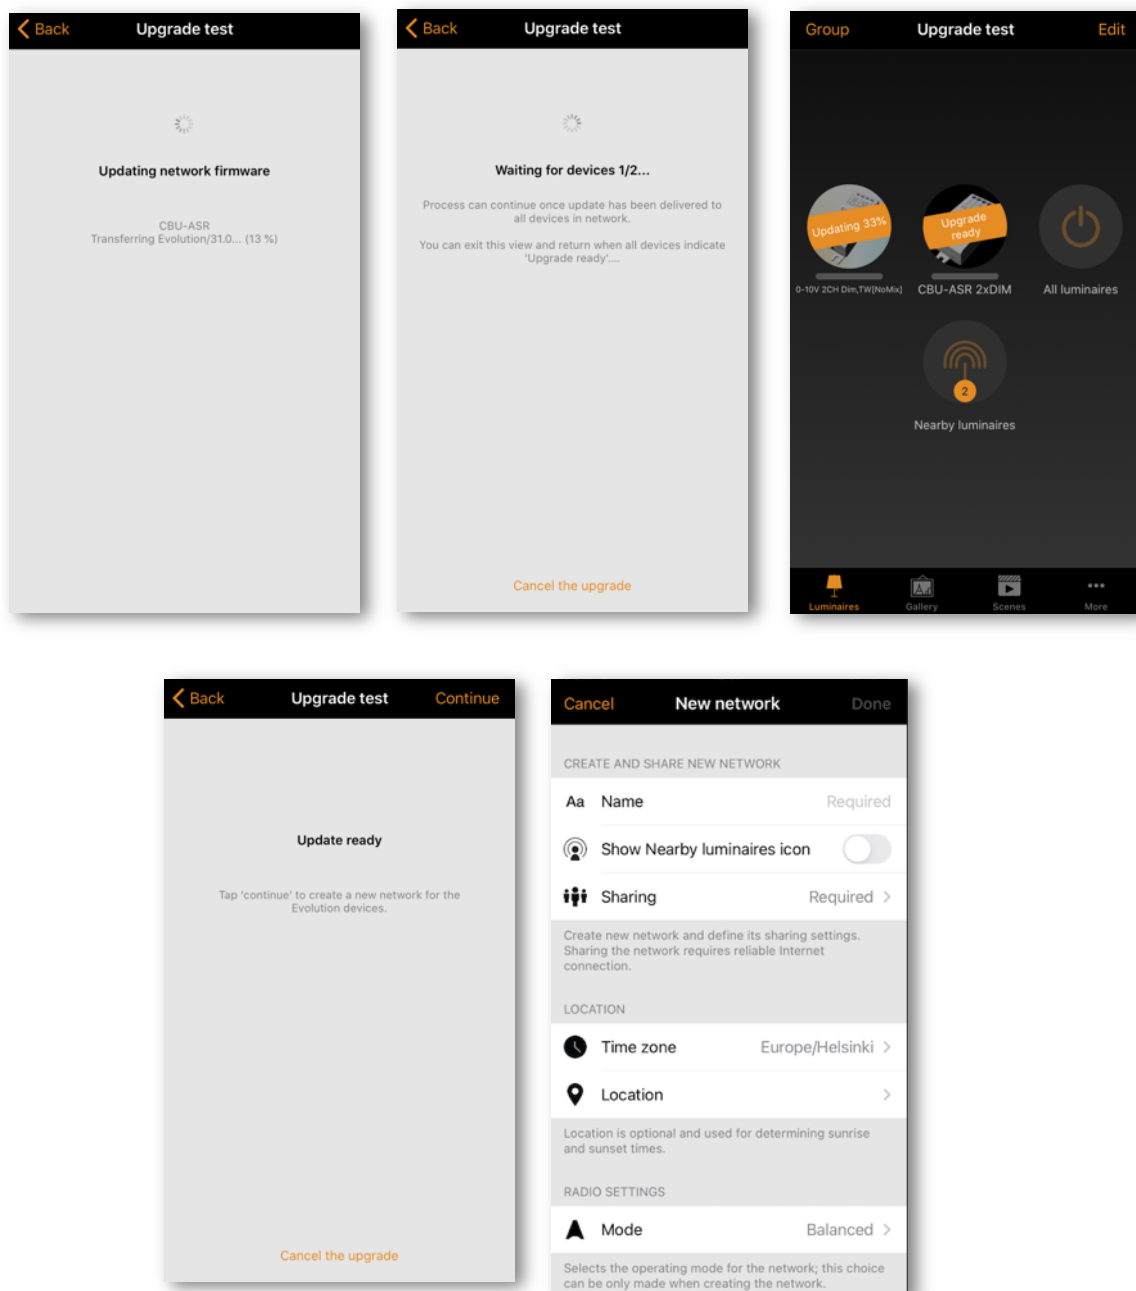 Back Upgrade test
Updating network firmware
CBU-ASR
Transferring Evolution/31.0... (13 %)
Back Upgrade test
Waiting for devices 1/2...
Process can continue once update has been delivered to
all devices in network.
You can exit this view and return when all devices indicate
'Upgrade ready'....
Cancel the upgrade
Group Upgrade test Edit
Updating 33%
Upgrade
ready
0-10V 2CH Dim,TW[NoMix] CBU-ASR 2xDIM All luminaires
2
Nearby luminaires
Luminaires Gallery Scenes More
Back Upgrade test Continue
Update ready
Tap 'continue' to create a new network for the
Evolution devices.
Cancel the upgrade
Cancel New network Done
CREATE AND SHARE NEW NETWORK
Aa Name Required
Show Nearby luminaires icon
Sharing Required
Create new network and define its sharing settings.
Sharing the network requires reliable Internet
connection.
LOCATION
Time zone Europe/Helsinki
Location
Location is optional and used for determining sunrise
and sunset times.
RADIO SETTINGS
Mode Balanced
Selects the operating mode for the network; this choice
can be only made when creating the network.